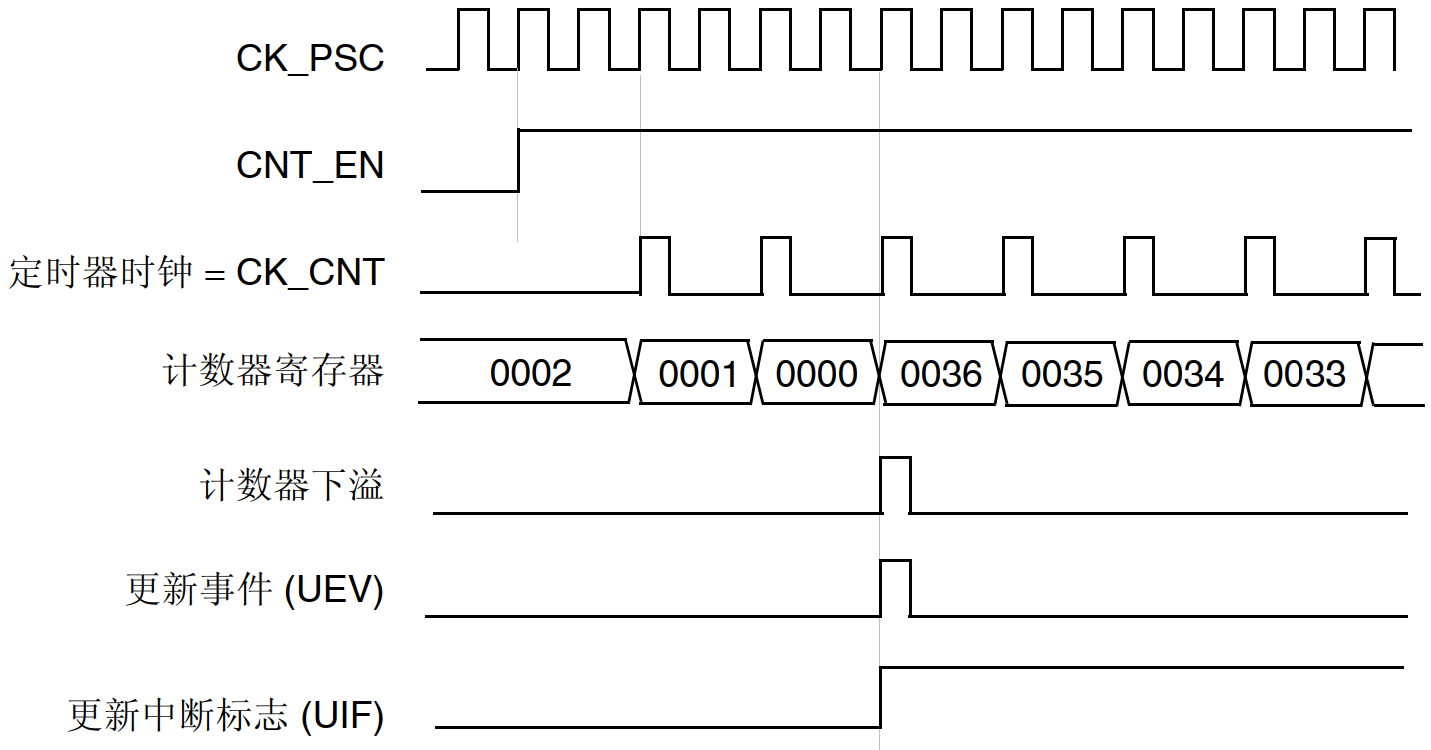 CK_PSC
CNT_EN
定时器时钟 = CK_CNT
计数器寄存器 0002 0001 0000 0036 0035 0034 0033
计数器下溢
更新事件 (UEV)
更新中断标志 (UIF)